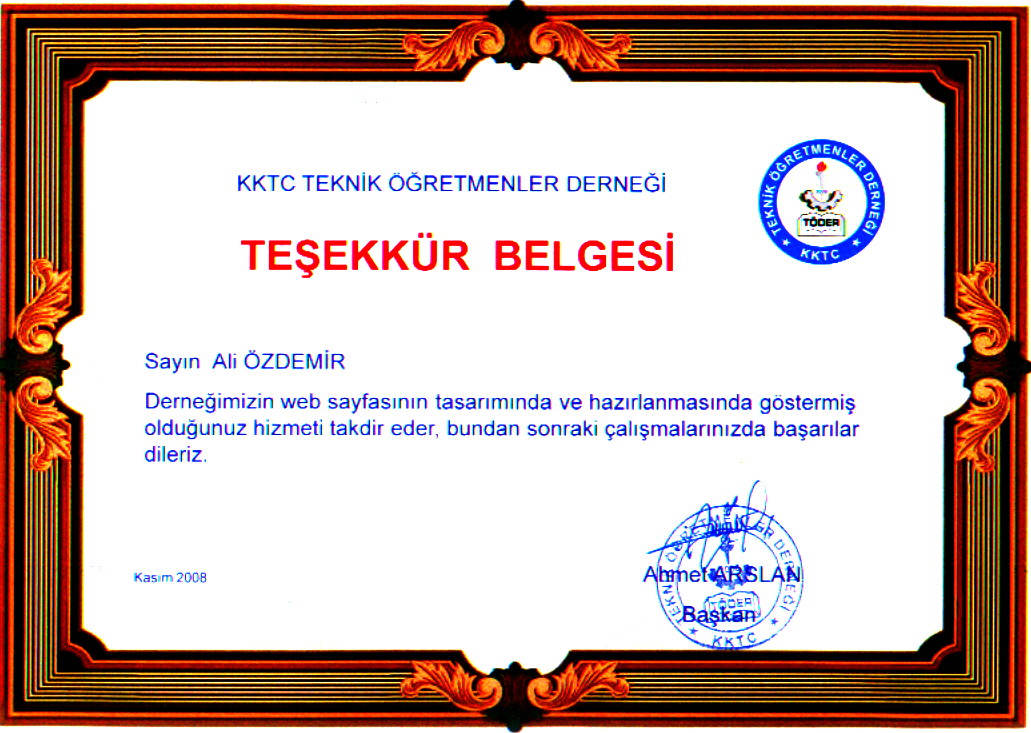 KKTC TEKNİK ÖĞRETMENLER DERNEĞİ
TEKNİK ÖĞRETMENLER DERNEĞİ
TÖDER
★ KKTC ★
TEŞEKKÜR BELGESİ
Sayın Ali ÖZDEMİR
Derneğimizin web sayfasının tasarımında ve hazırlanmasında göstermiş
olduğunuz hizmeti takdir eder, bundan sonraki çalışmalarınızda başarılar
dileriz.
Kasım 2008
TEKNİK ÖĞRETMENLER DERNEĞİ
Ahmet ARSLAN
TÖDER
Başkan
★ KKTC ★